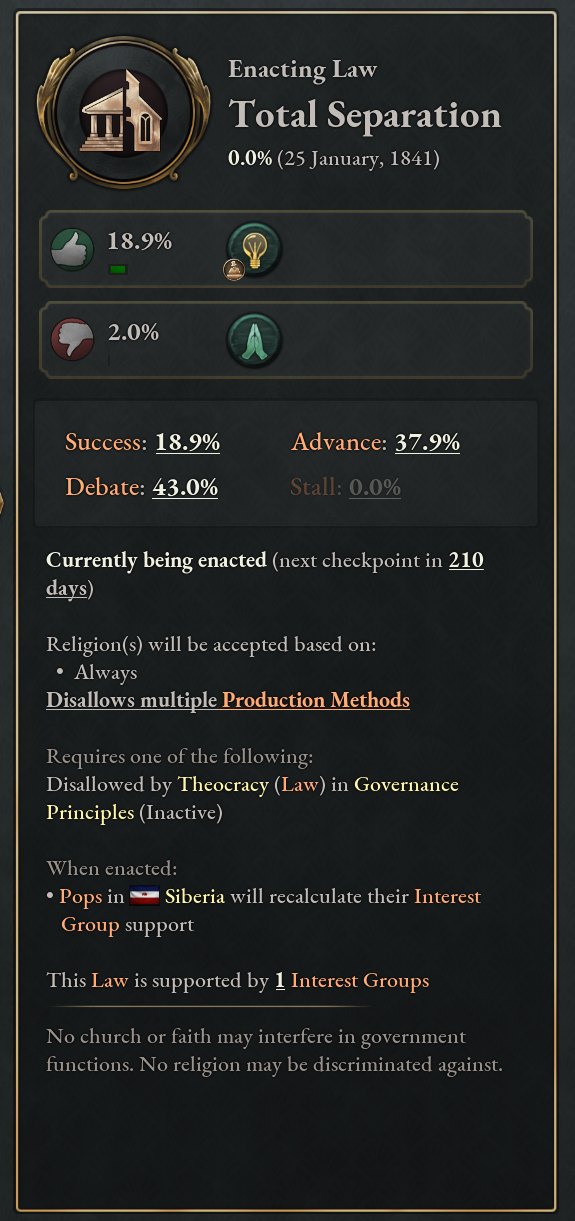 Enacting Law
Total Separation
0.0% (25 January, 1841)
18.9%
2.0%
Success: 18.9% Advance: 37.9%
Debate: 43.0% Stall: 0.0%
Currently being enacted (next checkpoint in 210
days)
Religion(s) will be accepted based on:
• Always
Disallows multiple Production Methods
Requires one of the following:
Disallowed by Theocracy (Law) in Governance
Principles (Inactive)
When enacted:
• Pops in Siberia will recalculate their Interest
Group support
This Law is supported by 1 Interest Groups
No church or faith may interfere in government
functions. No religion may be discriminated against.